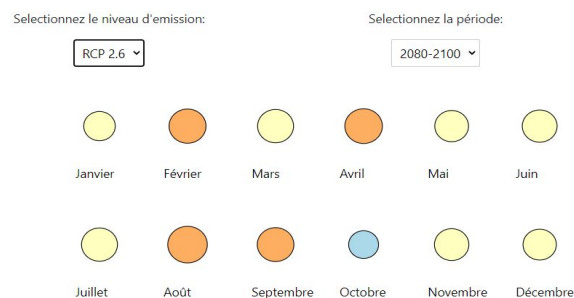 Selectionnez le niveau d'emission: Selectionnez la période:
RCP 2.6 2080-2100
Janvier Février Mars Avril Mai Juin
Juillet Août Septembre Octobre Novembre Décembre